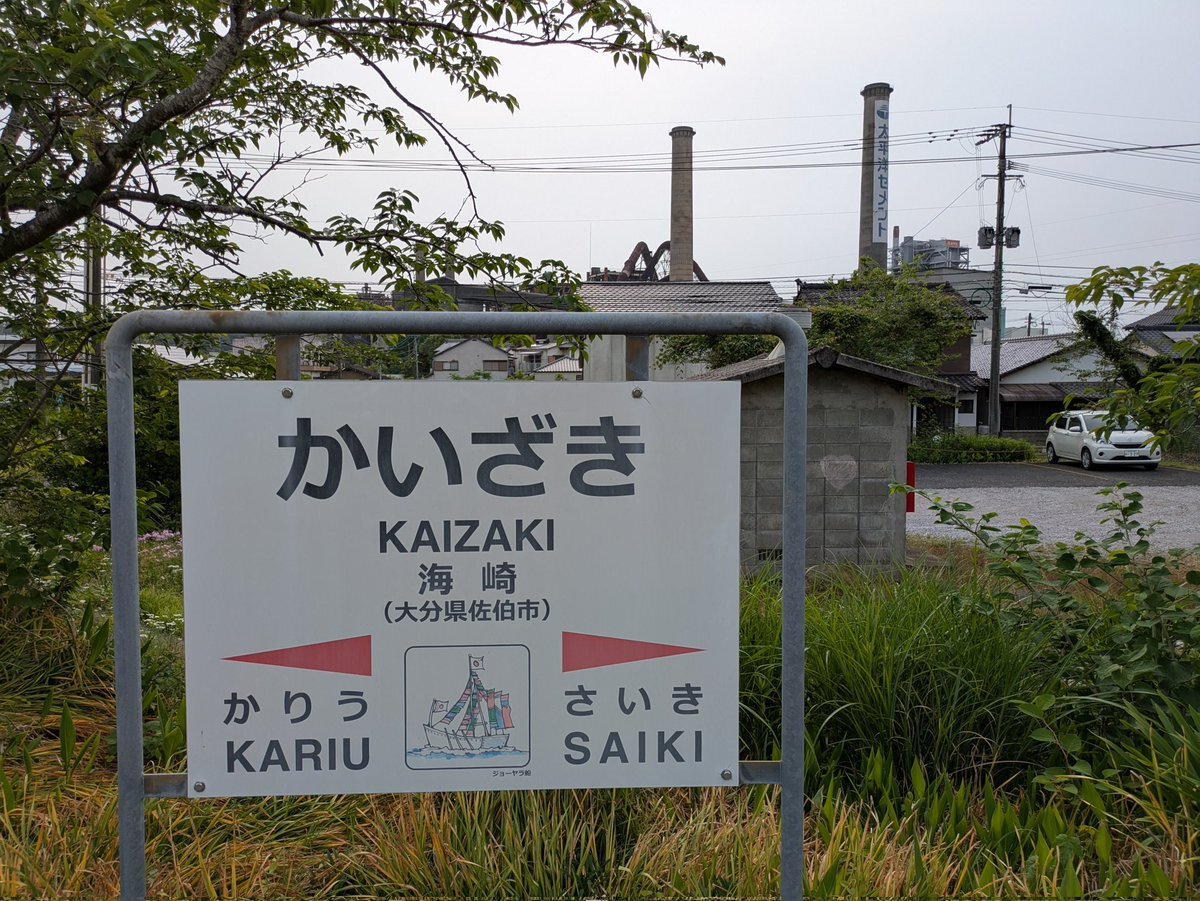 太平洋セメント
かいざき
KAIZAKI
海崎
(大分県佐伯市)
かりう
KARIU
さいき
SAIKI
ジョーヤラ船